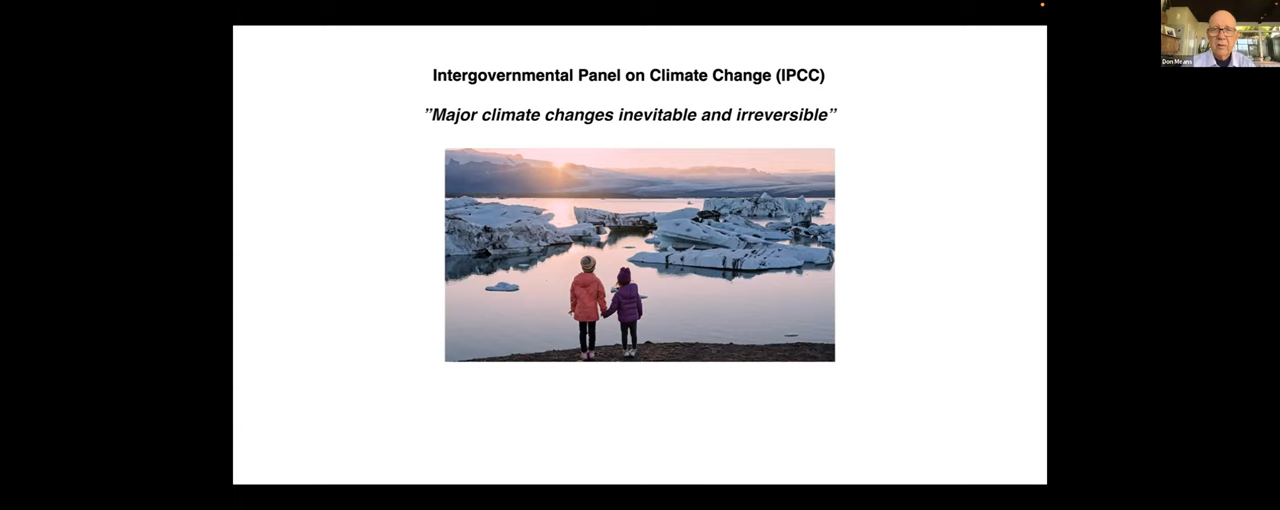 Intergovernmental Panel on Climate Change (IPCC)
”Major climate changes inevitable and irreversible”
Don Means